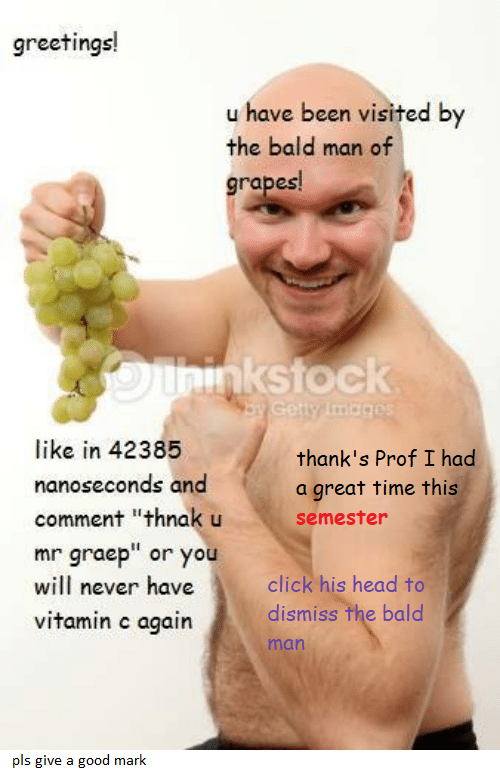 greetings!
u have been visited by
the bald man of
grapes!
Thinkstock
by Getty Images
like in 42385
nanoseconds and
comment "thnak u
mr graep" or you
will never have
vitamin c again
thank's Prof I had
a great time this
semester
click his head to
dismiss the bald
man
pls give a good mark